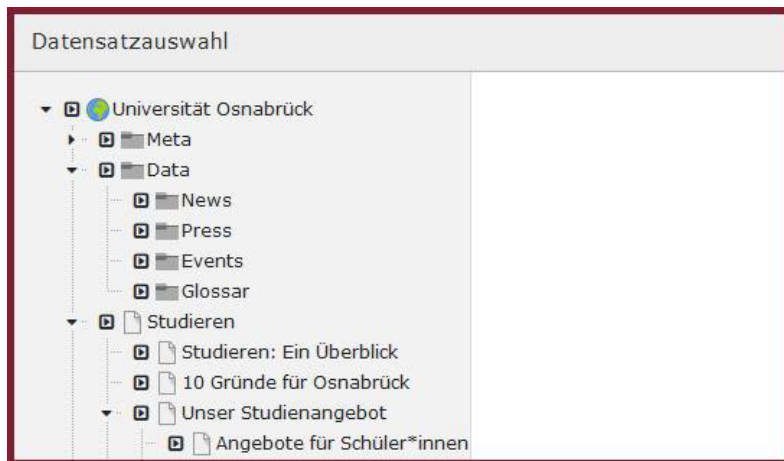 Datensatzauswahl
Universität Osnabrück
Meta
Data
News
Press
Events
Glossar
Studieren
Studieren: Ein Überblick
10 Gründe für Osnabrück
Unser Studienangebot
Angebote für Schüler*innen